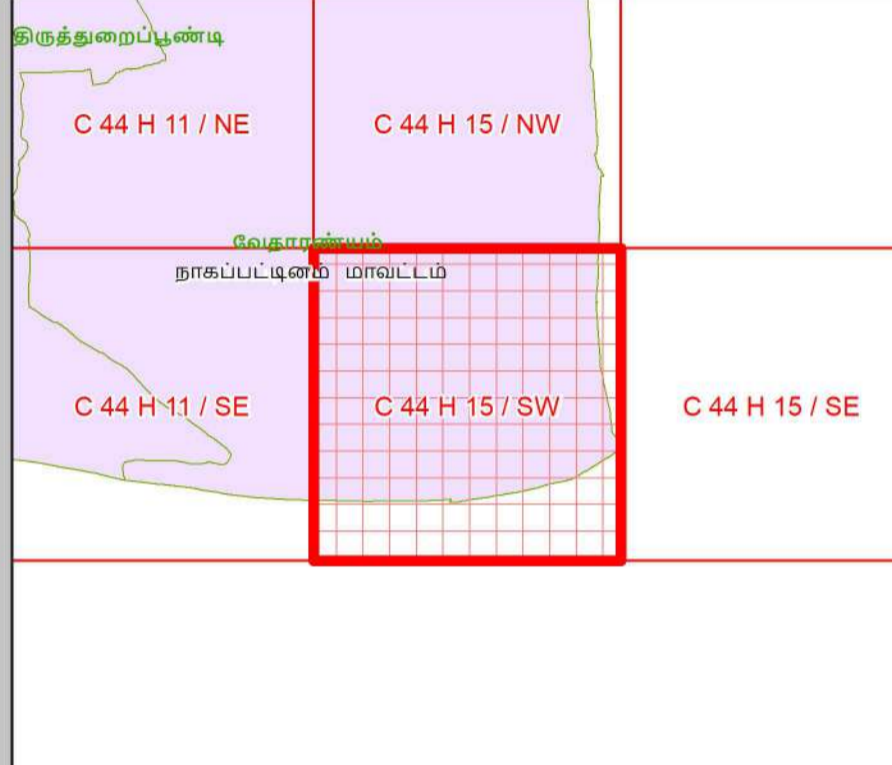 திருத்துறைப்பூண்டி
C 44 H 11 / NE
C 44 H 15 / NW
வேதாரண்யம்
நாகப்பட்டினம் மாவட்டம்
C 44 H 11 / SE
C 44 H 15 / SW
C 44 H 15 / SE